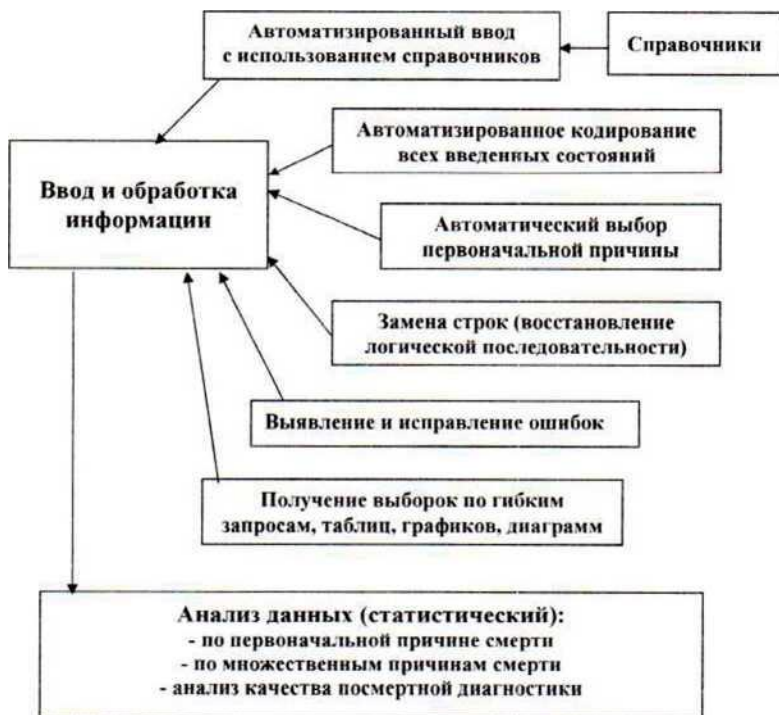 Автоматизированный ввод
с использованием справочников
Справочники
Автоматизированное кодирование
всех введенных состояний
Ввод и обработка
информации
Автоматический выбор
первоначальной причины
Замена строк (восстановление
логической последовательности)
Выявление и исправление ошибок
Получение выборок по гибким
запросам, таблиц, графиков, диаграмм
Анализ данных (статистический):
- по первоначальной причине смерти
- по множественным причинам смерти
- анализ качества посмертной диагностики